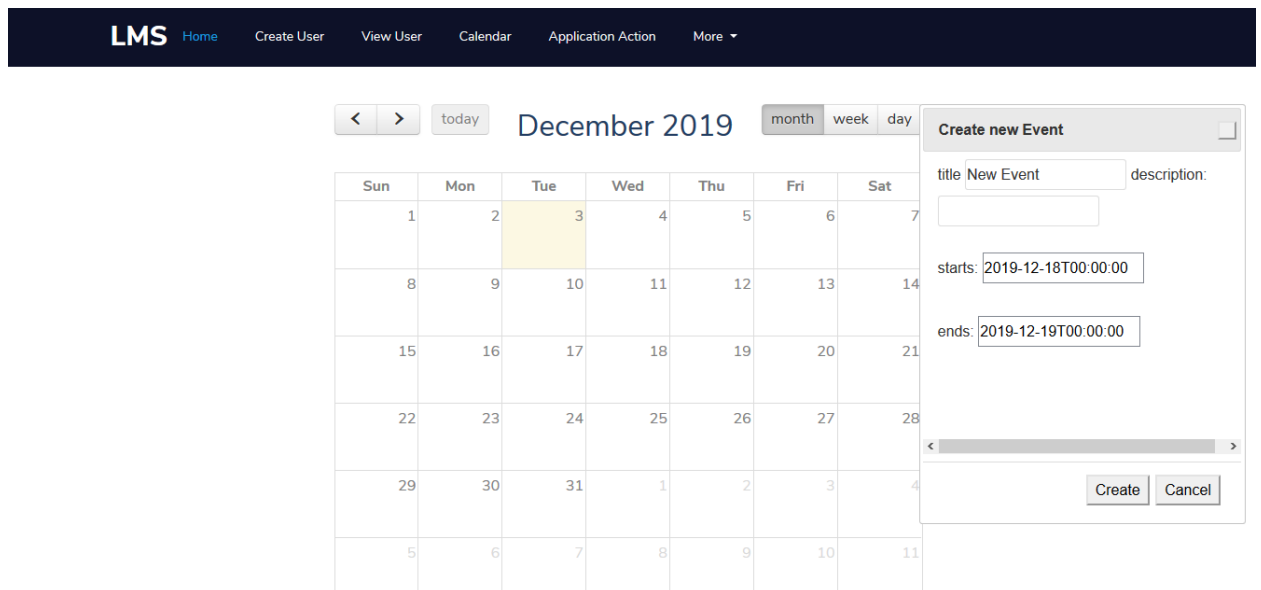 LMS Home Create User View User Calendar Application Action More
today December 2019 month week day
Sun Mon Tue Wed Thu Fri Sat
1 2 3 4 5 6 7
8 9 10 11 12 13 14
15 16 17 18 19 20 21
22 23 24 25 26 27 28
29 30 31 1 2 3 4
5 6 7 8 9 10 11
Create new Event
title New Event description:
starts: 2019-12-18T00:00:00
ends: 2019-12-19T00:00:00
Create Cancel